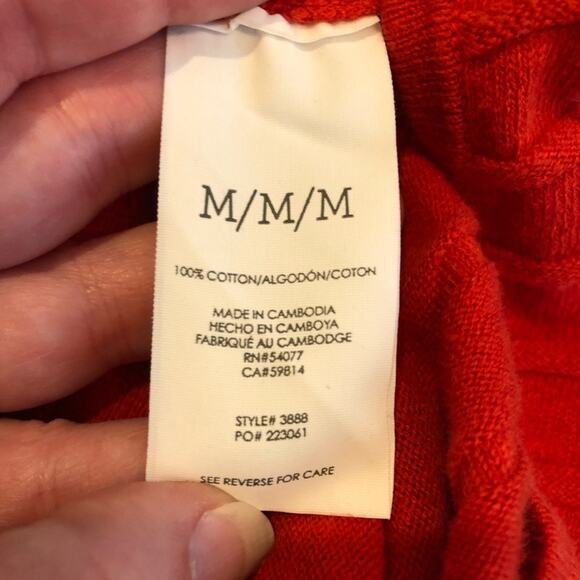 M/M/M
100% COTTON/ALGODÓN/COTON
MADE IN CAMBODIA
HECHO EN CAMBOYA
FABRIQUÉ AU CAMBODGE
RN#54077
CA#59814
STYLE# 3888
PO# 223061
SEE REVERSE FOR CARE